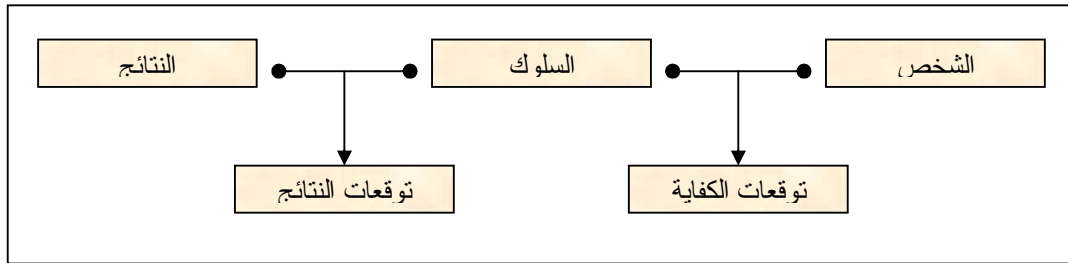 الشخص
السلوك
النتائج
توقعات الكفاية
توقعات النتائج